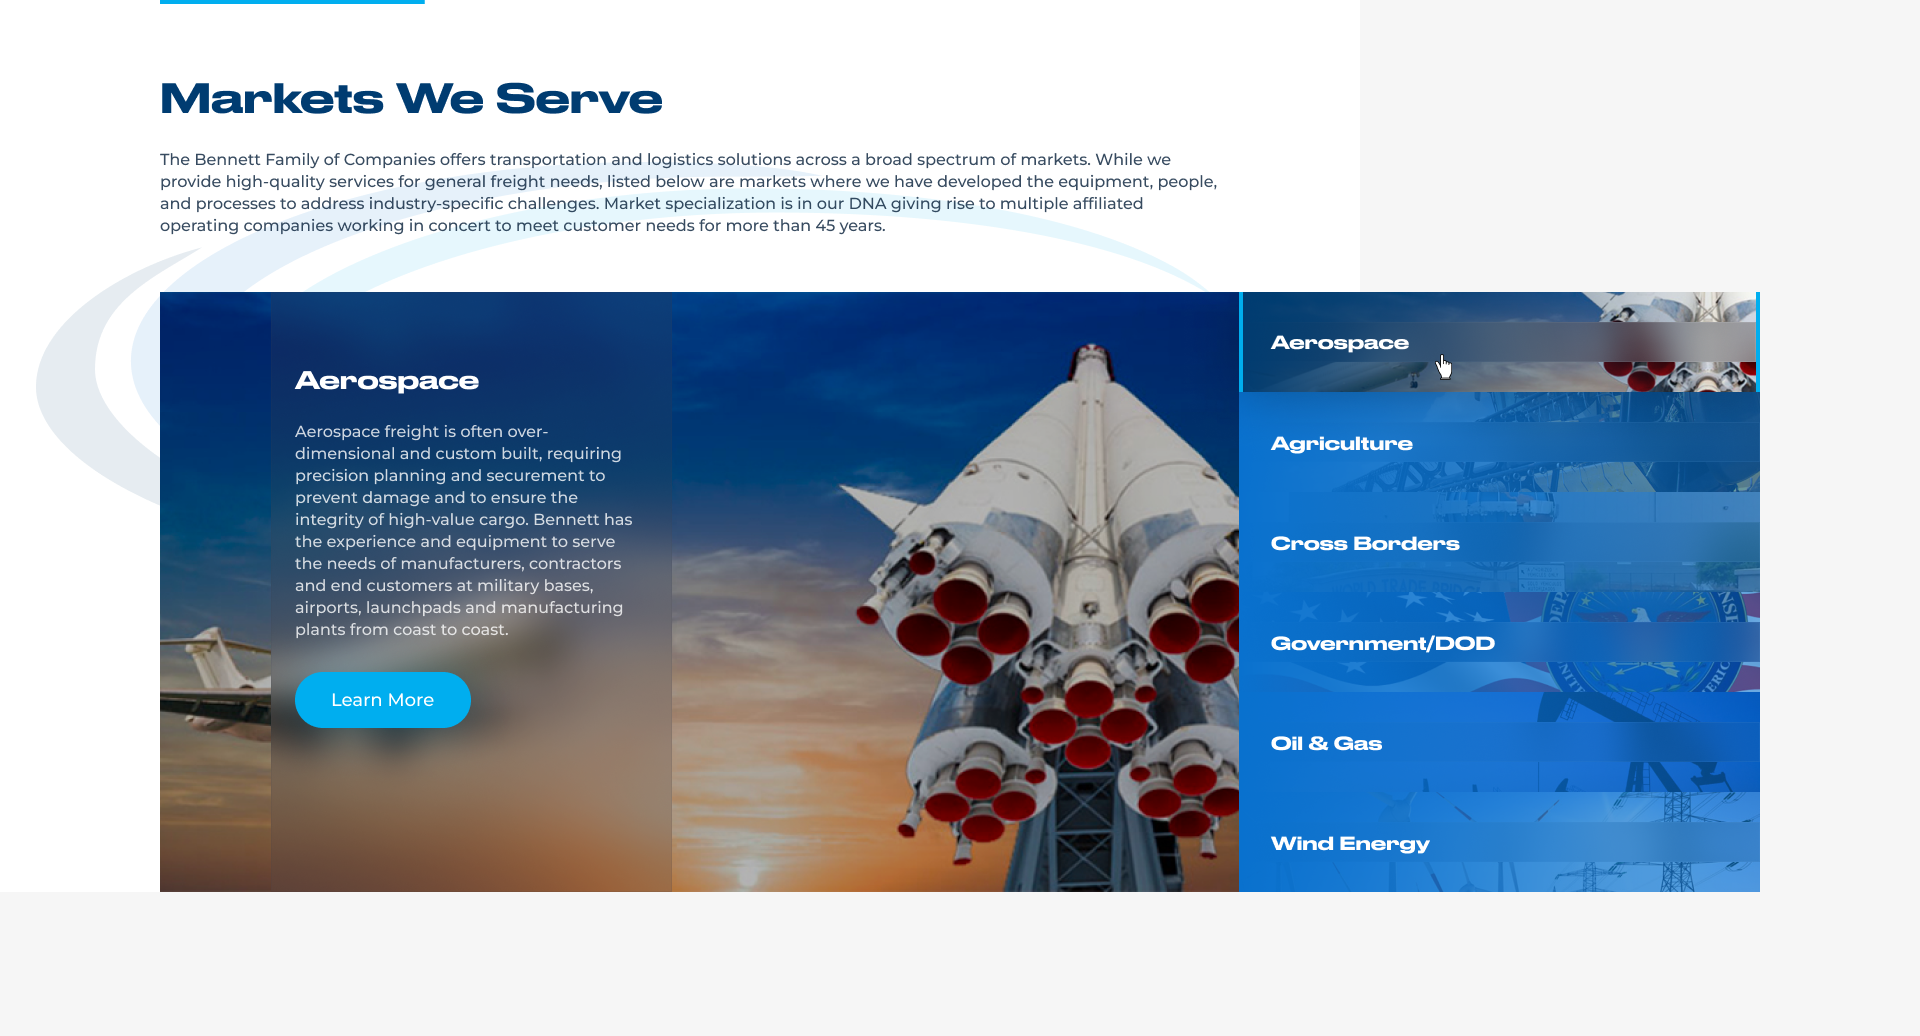 Markets We Serve
The Bennett Family of Companies offers transportation and logistics solutions across a broad spectrum of markets. While we
provide high-quality services for general freight needs, listed below are markets where we have developed the equipment, people,
and processes to address industry-specific challenges. Market specialization is in our DNA giving rise to multiple affiliated
operating companies working in concert to meet customer needs for more than 45 years.
Aerospace
Aerospace freight is often over-
dimensional and custom built, requiring
precision planning and securement to
prevent damage and to ensure the
integrity of high-value cargo. Bennett has
the experience and equipment to serve
the needs of manufacturers, contractors
and end customers at military bases,
airports, launchpads and manufacturing
plants from coast to coast.
Learn More
Aerospace
Agriculture
Cross Borders
Government/DOD
Oil & Gas
Wind Energy